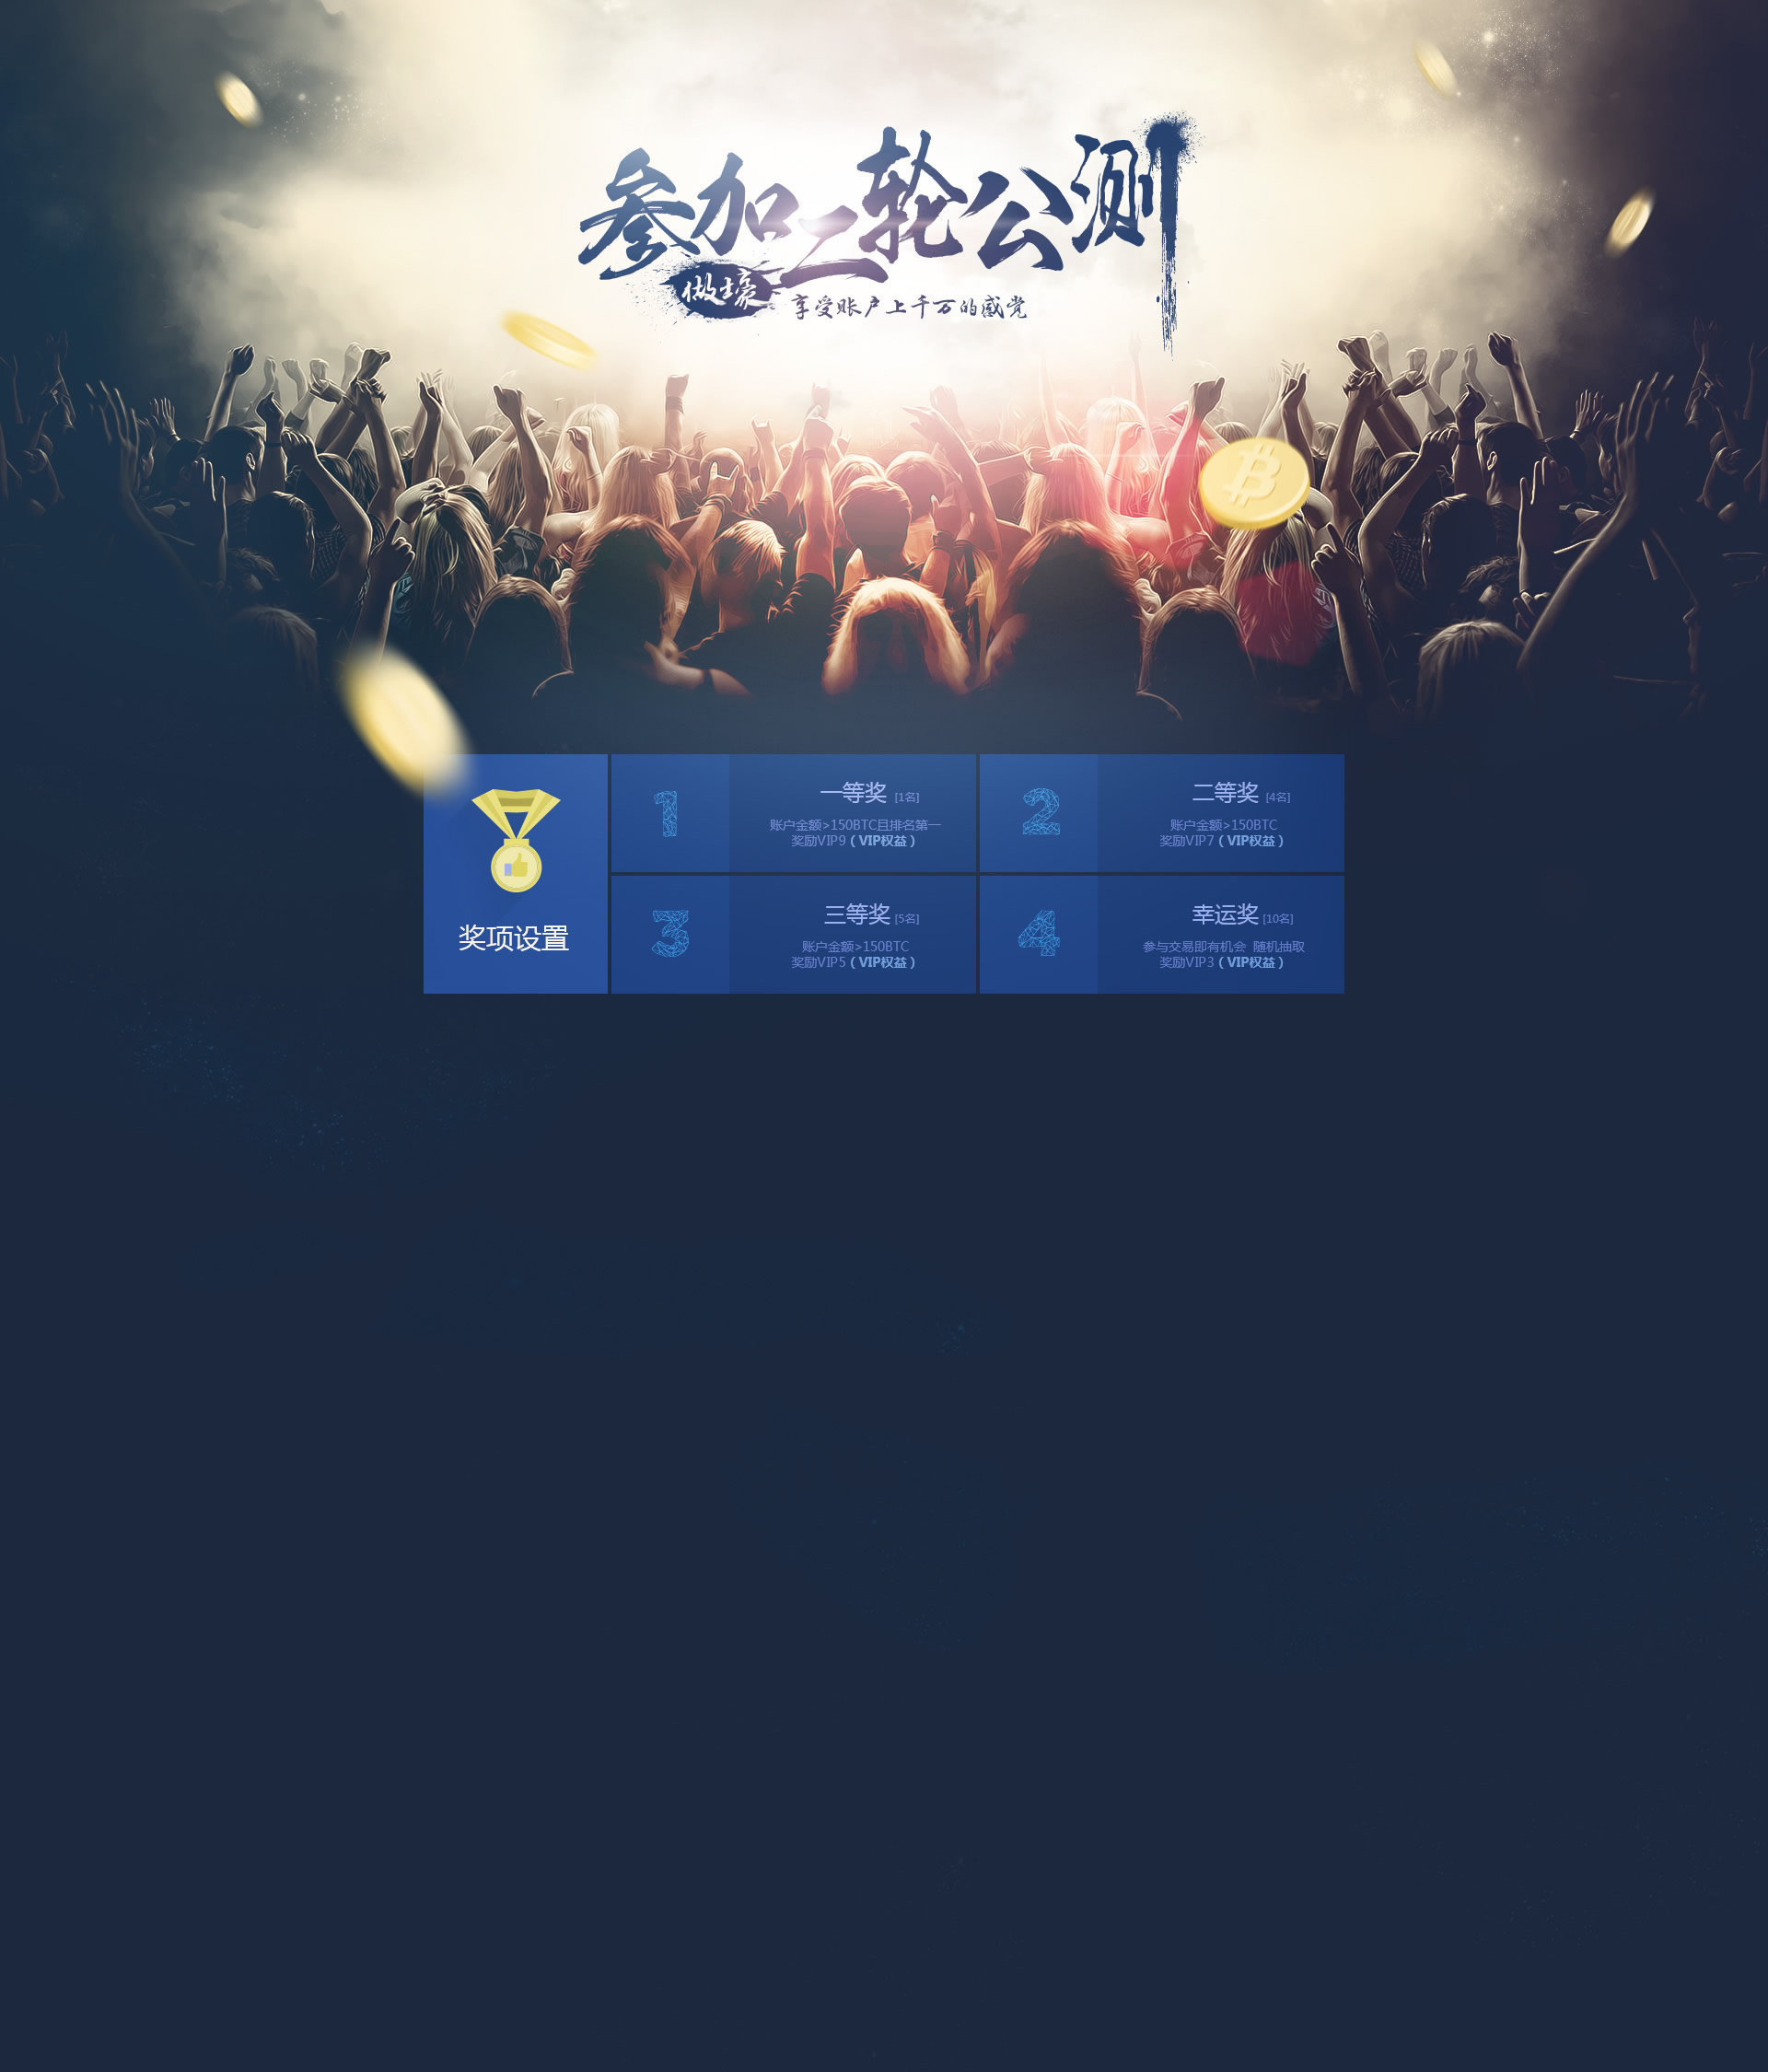 参加二轮公测
做土壕 享受账户上千万的感觉
奖项设置
1
一等奖 [1名]
账户金额>150BTC且排名第一
奖励VIP9（VIP权益）
2
二等奖 [4名]
账户金额>150BTC
奖励VIP7（VIP权益）
3
三等奖 [5名]
账户金额>150BTC
奖励VIP5（VIP权益）
4
幸运奖 [10名]
参与交易即有机会 随机抽取
奖励VIP3（VIP权益）